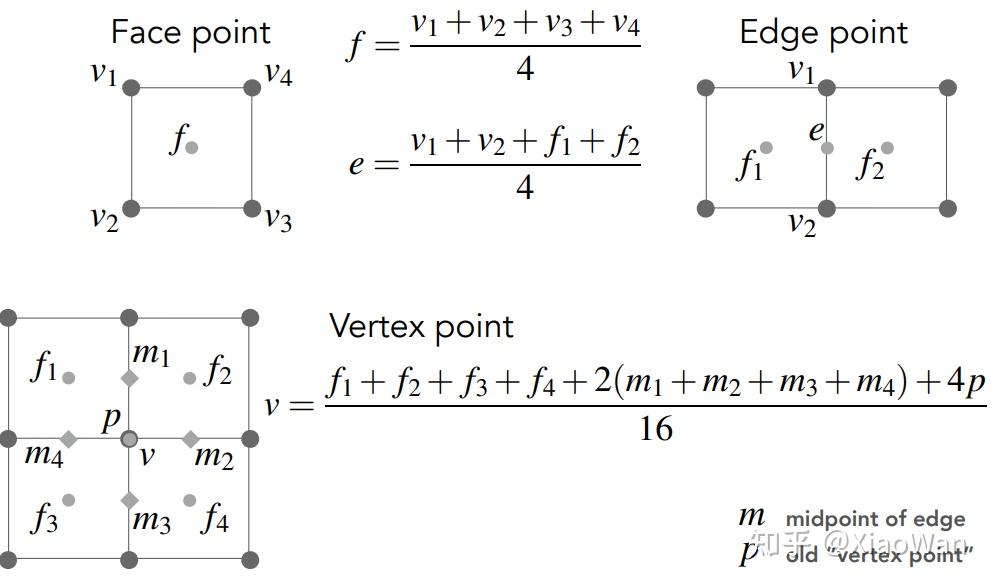 Face point
f = (v₁ + v₂ + v₃ + v₄) / 4
Edge point
v₁
v₄
f
v₂
v₃
e = (v₁ + v₂ + f₁ + f₂) / 4
v₁
e
f₁
f₂
v₂
Vertex point
f₁
m₁
f₂
p
v = (f₁ + f₂ + f₃ + f₄ + 2(m₁ + m₂ + m₃ + m₄) + 4p) / 16
m₄
v
m₂
f₃
m₃
f₄
m midpoint of edge
p old "vertex point"
知乎 @XiaoWan